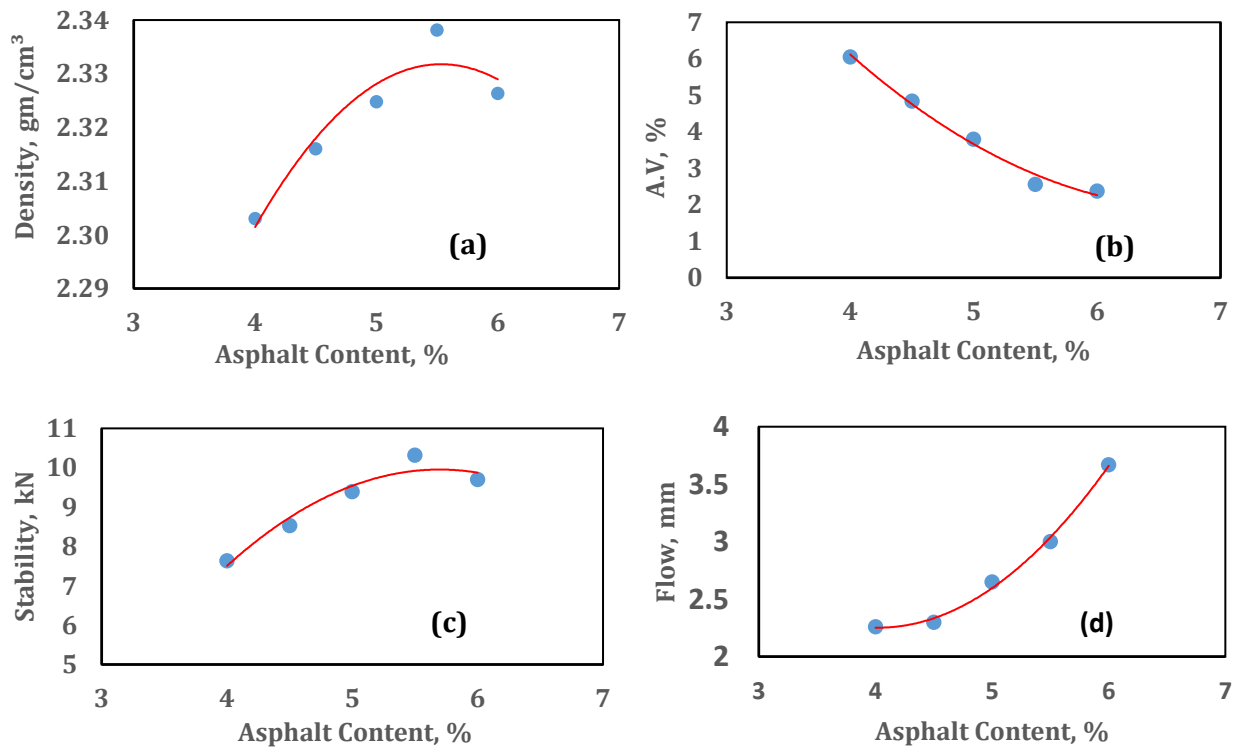 Density, gm/cm³
2.34
2.33
2.32
2.31
2.30
2.29
(a)
3 4 5 6 7
Asphalt Content, %
A.V, %
7
6
5
4
3
2
1
0
(b)
3 4 5 6 7
Asphalt Content, %
Stability, kN
11
10
9
8
7
6
5
(c)
3 4 5 6 7
Asphalt Content, %
Flow, mm
4
3.5
3
2.5
2
(d)
3 4 5 6 7
Asphalt Content, %